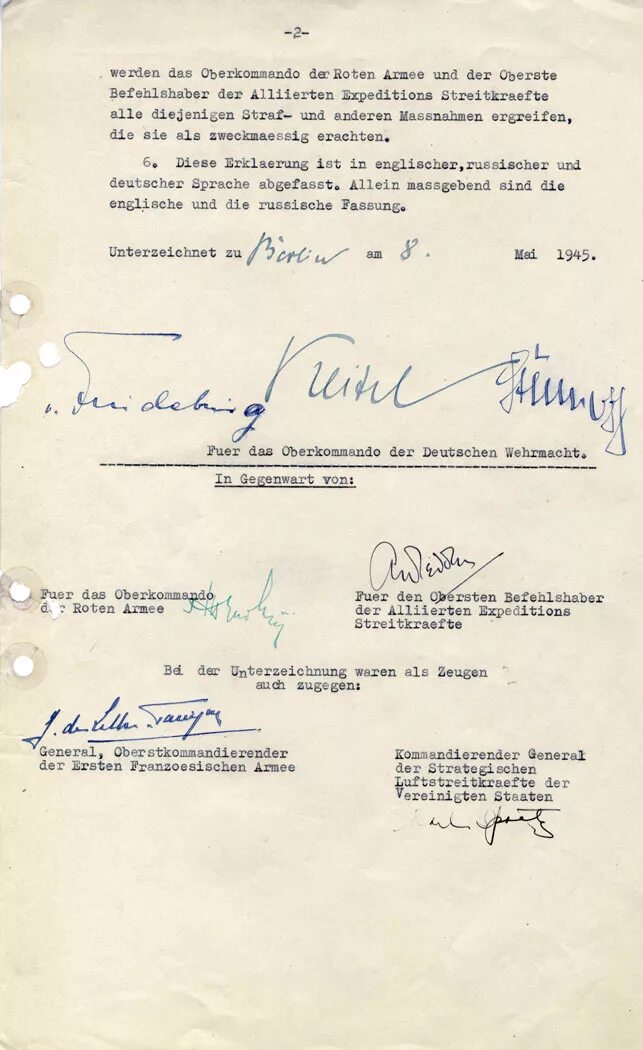 -2-
werden das Oberkommando der Roten Armee und der Oberste
Befehlshaber der Alliierten Expeditions Streitkraefte
alle diejenigen Straf- und anderen Massnahmen ergreifen,
die sie als zweckmaessig erachten.
6. Diese Erklaerung ist in englischer,russischer und
deutscher Sprache abgefasst. Allein massgebend sind die
englische und die russische Fassung.
Unterzeichnet zu Berlin am 8. Mai 1945.
v. Friedeburg Keitel Stumpff
Fuer das Oberkommando der Deutschen Wehrmacht.
In Gegenwart von:
Fuer das Oberkommando
der Roten Armee
Fuer den Obersten Befehlshaber
der Alliierten Expeditions
Streitkraefte
Bei der Unterzeichnung waren als Zeugen
auch zugegen:
J. de Lattre-Tassigny
General, Oberstkommandierender
der Ersten Franzoesischen Armee
Kommandierender General
der Strategischen
Luftstreitkraefte der
Vereinigten Staaten
Carl Spaatz